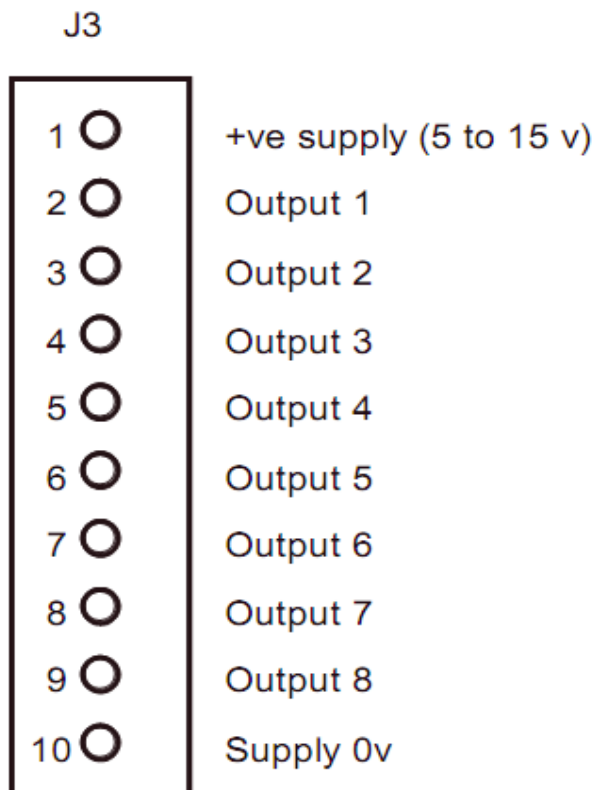 J3
1 +ve supply (5 to 15 v)
2 Output 1
3 Output 2
4 Output 3
5 Output 4
6 Output 5
7 Output 6
8 Output 7
9 Output 8
10 Supply 0v